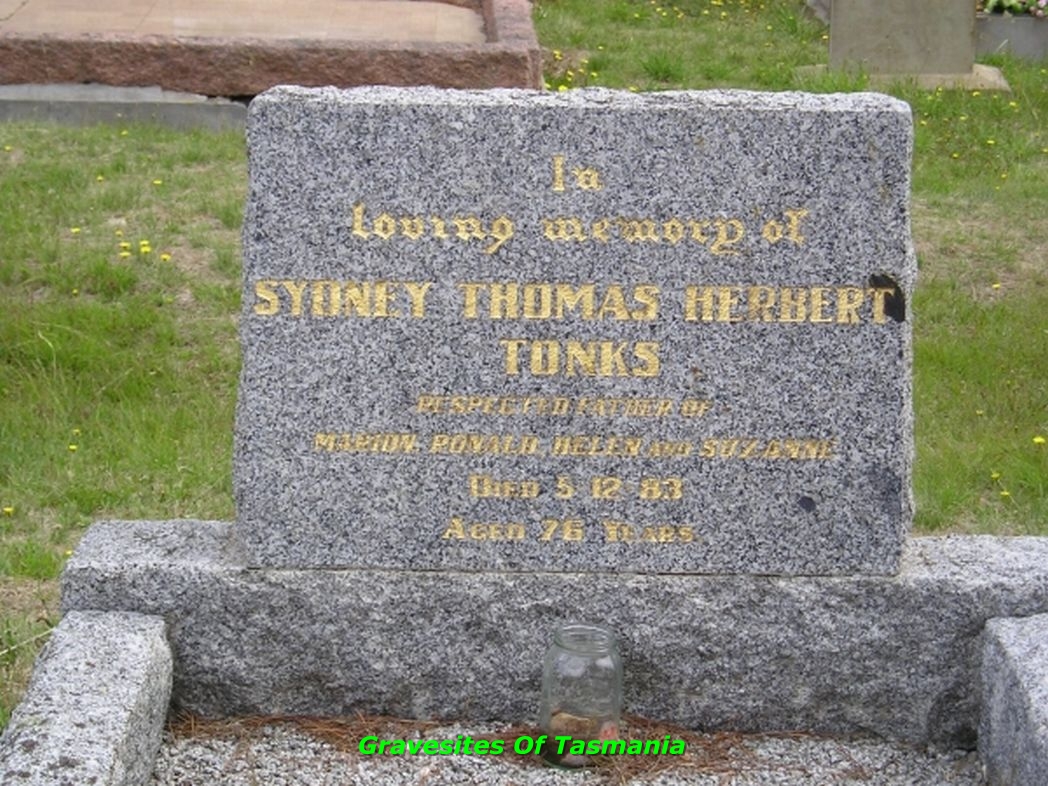 In
loving memory of
SYDNEY THOMAS HERBERT
TONKS
RESPECTED FATHER OF
MARION, RONALD, HELEN AND SUZANNE
DIED 5-12-83
AGED 76 YEARS.
Gravesites Of Tasmania